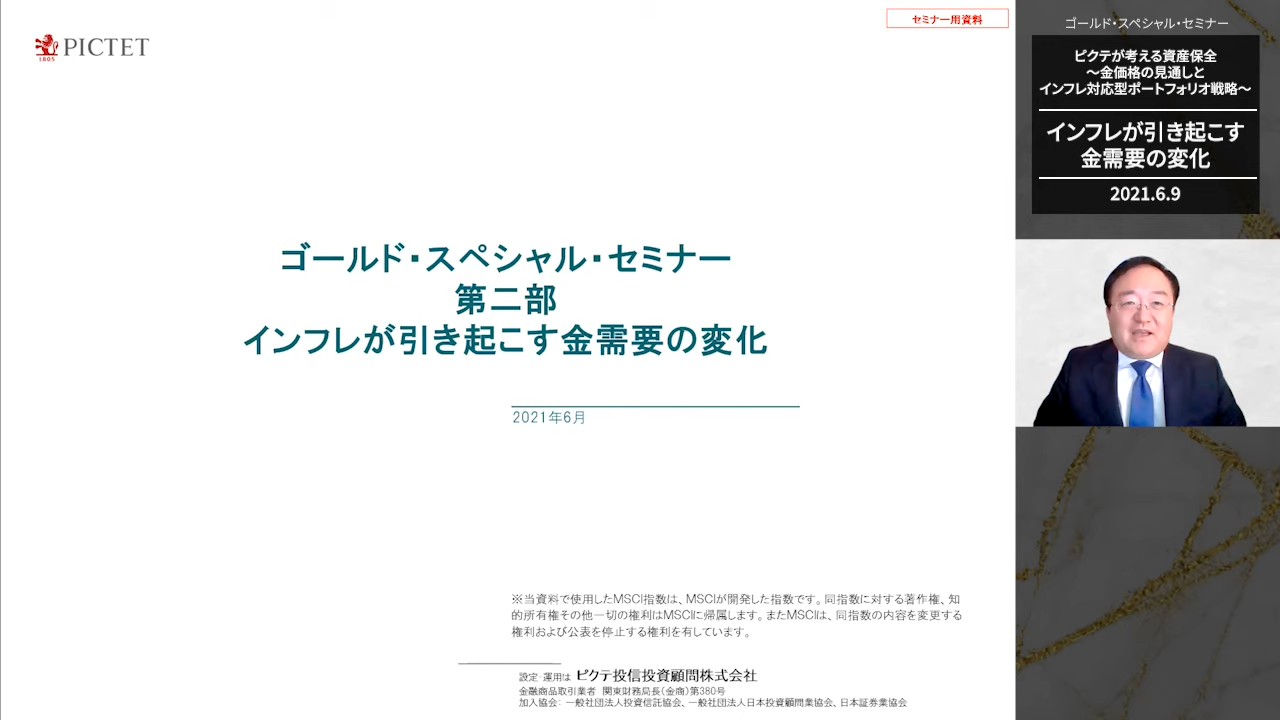 PICTET
1805
セミナー用資料
ゴールド・スペシャル・セミナー
第二部
インフレが引き起こす金需要の変化
2021年6月
※当資料で使用したMSCI指数は、MSCIが開発した指数です。同指数に対する著作権、知
的所有権その他一切の権利はMSCIに帰属します。またMSCIは、同指数の内容を変更する
権利および公表を停止する権利を有しています。
設定・運用は ピクテ投信投資顧問株式会社
金融商品取引業者 関東財務局長(金商)第380号
加入協会: 一般社団法人投資信託協会、一般社団法人日本投資顧問業協会、日本証券業協会
ゴールド・スペシャル・セミナー
ピクテが考える資産保全
～金価格の見通しと
インフレ対応型ポートフォリオ戦略～
インフレが引き起こす
金需要の変化
2021.6.9